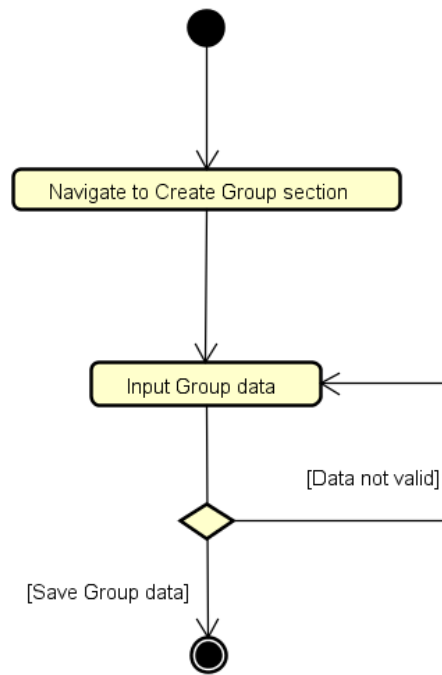 Navigate to Create Group section
Input Group data
[Data not valid]
[Save Group data]